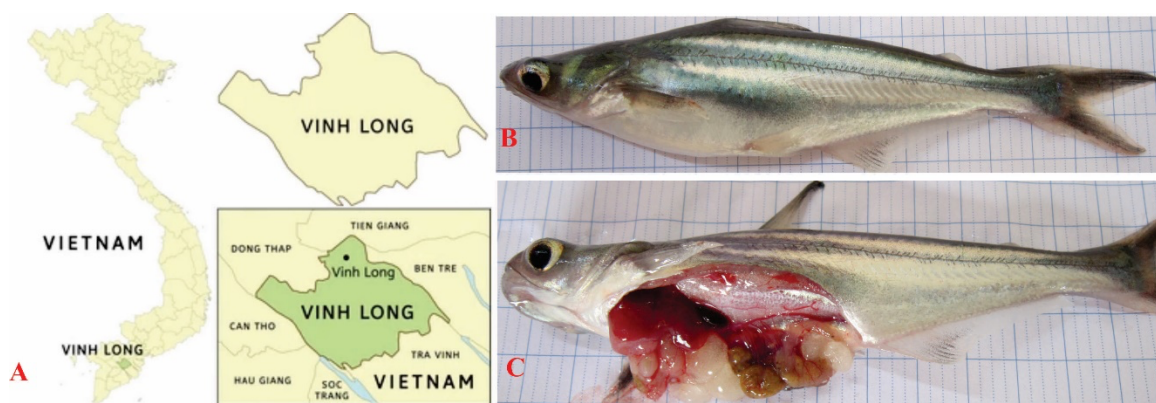 VIETNAM
VINH LONG
A
VINH LONG
TIEN GIANG
DONG THAP
Vinh Long
BEN TRE
VINH LONG
CAN THO
TRA VINH
VIETNAM
HAU GIANG
SOC
TRANG
B
C